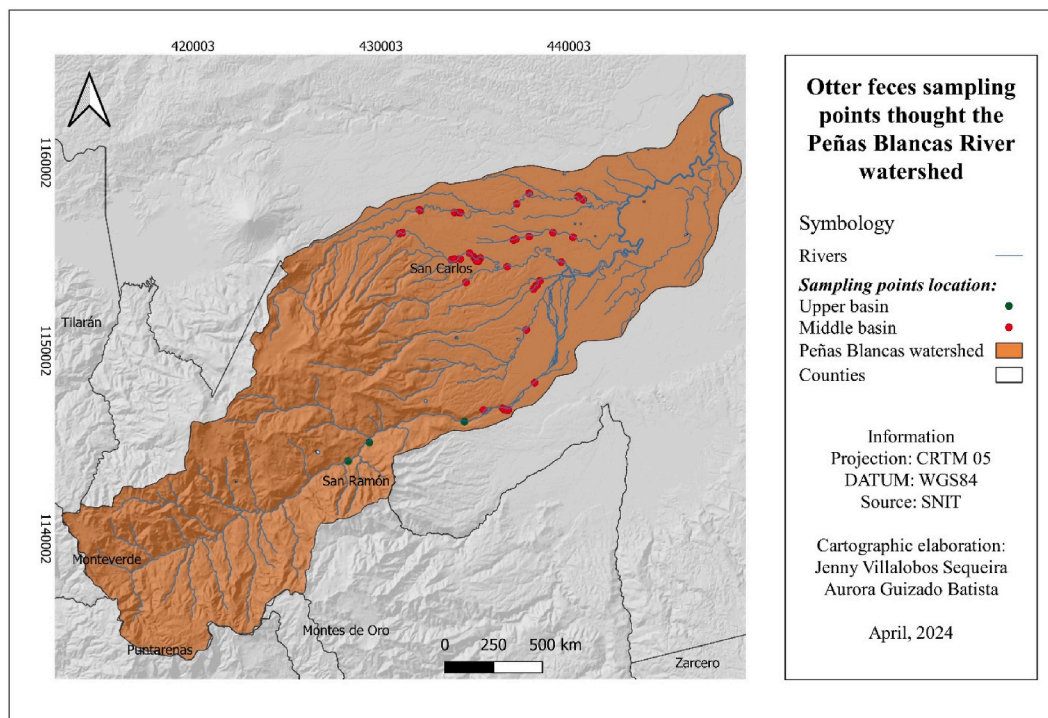 420003
430003
440003
1160002
1150002
1140002
Tilarán
San Carlos
San Ramón
Monteverde
Puntarenas
Montes de Oro
Zarcero
0 250 500 km
Otter feces sampling
points thought the
Peñas Blancas River
watershed
Symbology
Rivers
Sampling points location:
Upper basin
Middle basin
Peñas Blancas watershed
Counties
Information
Projection: CRTM 05
DATUM: WGS84
Source: SNIT
Cartographic elaboration:
Jenny Villalobos Sequeira
Aurora Guizado Batista
April, 2024